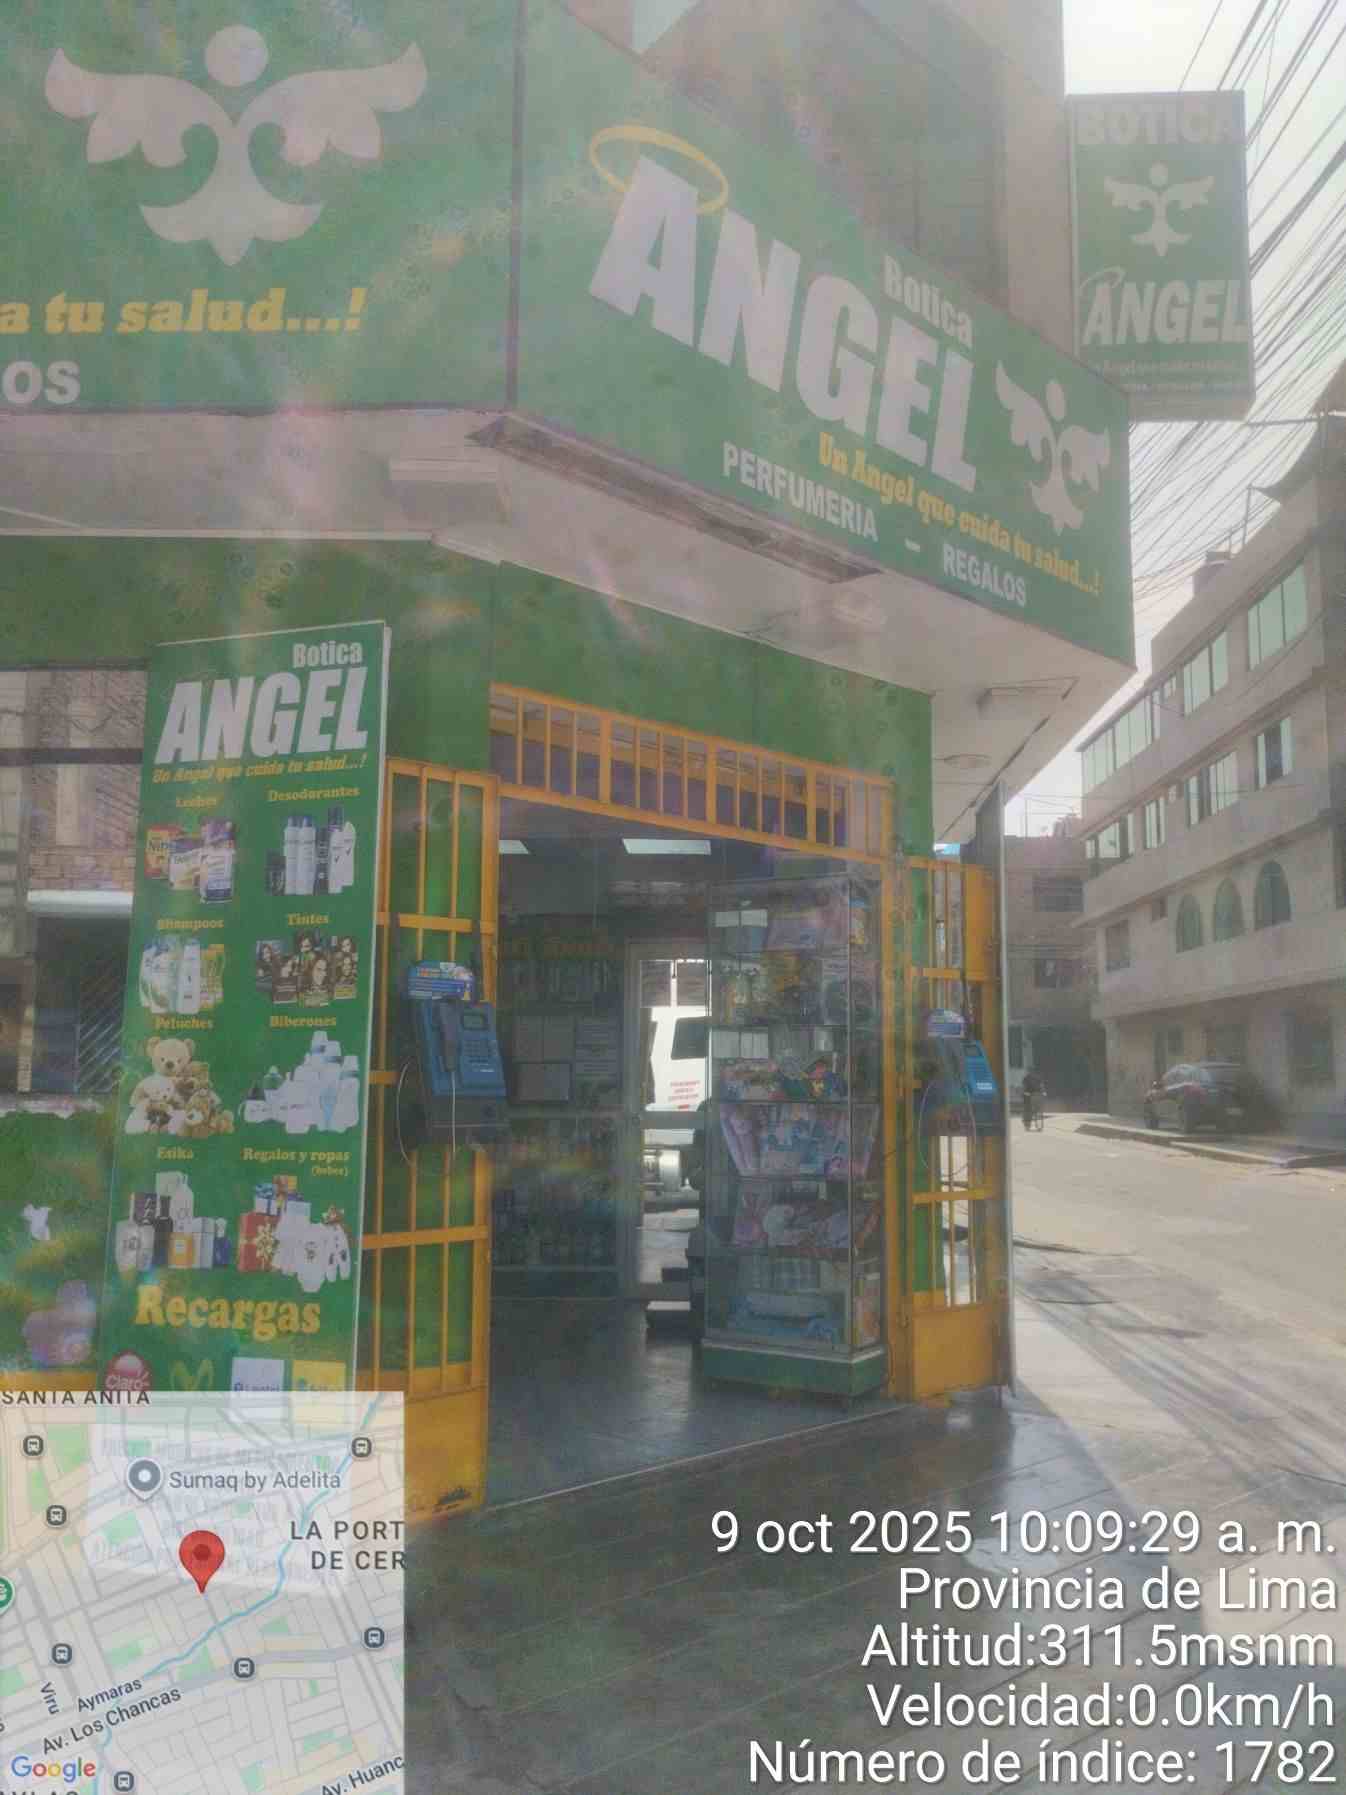 a tu salud...!
OS
ANGEL
Botica
Un Angel que cuida tu salud...!
PERFUMERIA - REGALOS
BOTICA
ANGEL
Botica
ANGEL
Un Angel que cuida tu salud...!
Leches
Desodorantes
Shampoos
Tintes
Peluches
Biberones
Esika
Regalos y ropas
(bebes)
Recargas
Claro
SANTA ANITA
Sumaq by Adelita
LA PORT
DE CER
Viru
Aymaras
Av. Los Chancas
Av. Huanc
Google
9 oct 2025 10:09:29 a. m.
Provincia de Lima
Altitud:311.5msnm
Velocidad:0.0km/h
Número de índice: 1782